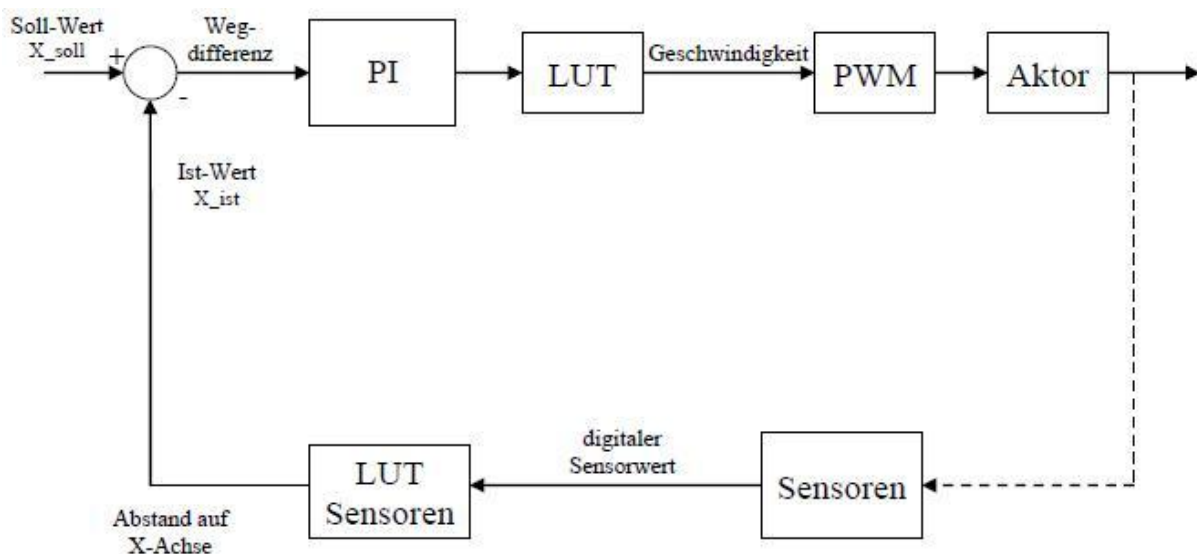 Soll-Wert
X_soll
+
-
Weg-
differenz
PI
LUT
Geschwindigkeit
PWM
Aktor
Ist-Wert
X_ist
digitaler
Sensorwert
Sensoren
LUT
Sensoren
Abstand auf
X-Achse